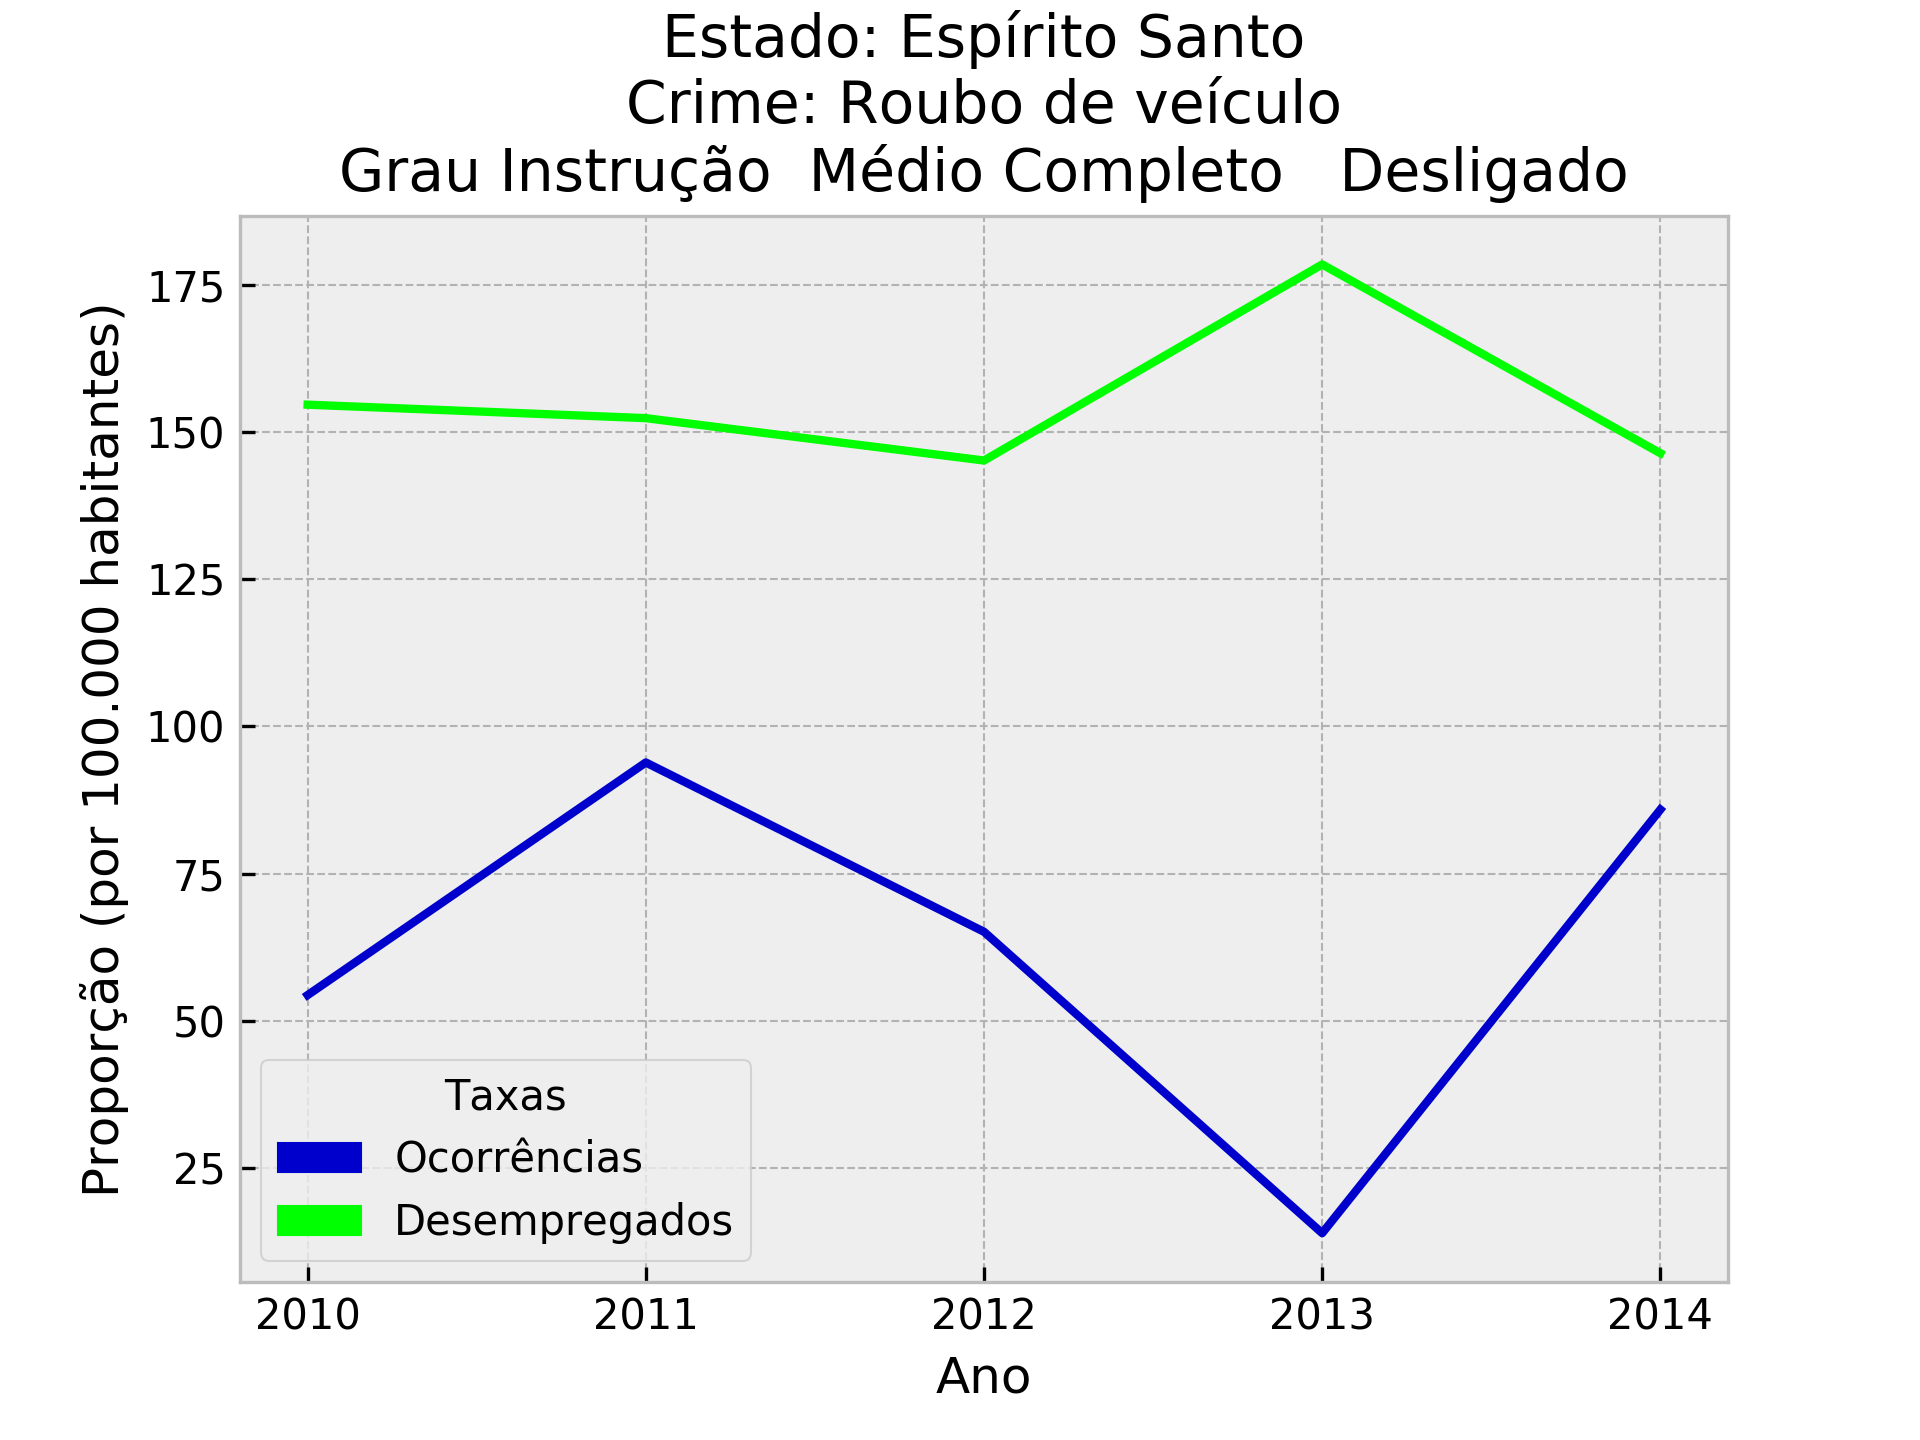 Estado: Espírito Santo
Crime: Roubo de veículo
Grau Instrução  Médio Completo   Desligado
Proporção (por 100.000 habitantes)
175
150
125
100
75
50
25
Taxas
Ocorrências
Desempregados
2010 2011 2012 2013 2014
Ano